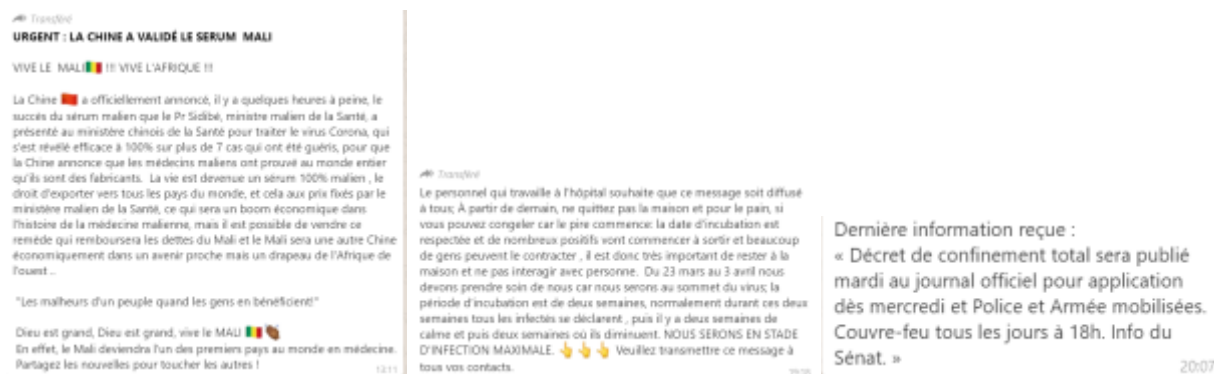 Transféré
URGENT : LA CHINE A VALIDÉ LE SERUM MALI
VIVE LE MALI🇲🇱 !!! VIVE L'AFRIQUE !!!
La Chine 🇨🇳 a officiellement annoncé, il y a quelques heures à peine, le
succès du sérum malien que le Pr Sidibé, ministre malien de la Santé, a
présenté au ministère chinois de la Santé pour traiter le virus Corona, qui
s'est révélé efficace à 100% sur plus de 7 cas qui ont été guéris, pour que
la Chine annonce que les médecins maliens ont prouvé au monde entier
qu'ils sont des fabricants. La vie est devenue un sérum 100% malien , le
droit d'exporter vers tous les pays du monde, et cela aux prix fixés par le
ministère malien de la Santé, ce qui sera un boom économique dans
l'histoire de la médecine malienne, mais il est possible de vendre ce
remède qui remboursera les dettes du Mali et le Mali sera une autre Chine
économiquement dans un avenir proche mais un drapeau de l'Afrique de
l'ouest ..
"Les malheurs d'un peuple quand les gens en bénéficient!"
Dieu est grand, Dieu est grand, vive le MALI 🇲🇱
En effet, le Mali deviendra l'un des premiers pays au monde en médecine.
Partagez les nouvelles pour toucher les autres !
13:11
Transféré
Le personnel qui travaille à l'hôpital souhaite que ce message soit diffusé
à tous; À partir de demain, ne quittez pas la maison et pour le pain, si
vous pouvez congeler car le pire commence: la date d'incubation est
respectée et de nombreux positifs vont commencer à sortir et beaucoup
de gens peuvent le contracter , il est donc très important de rester à la
maison et ne pas interagir avec personne. Du 23 mars au 3 avril nous
devons prendre soin de nous car nous serons au sommet du virus; la
période d'incubation est de deux semaines, normalement durant ces deux
semaines tous les infectés se déclarent , puis il y a deux semaines de
calme et puis deux semaines où ils diminuent. NOUS SERONS EN STADE
D'INFECTION MAXIMALE. 👆👆👆 Veuillez transmettre ce message à
tous vos contacts.
Dernière information reçue :
« Décret de confinement total sera publié
mardi au journal officiel pour application
dès mercredi et Police et Armée mobilisées.
Couvre-feu tous les jours à 18h. Info du
Sénat. »
20:07